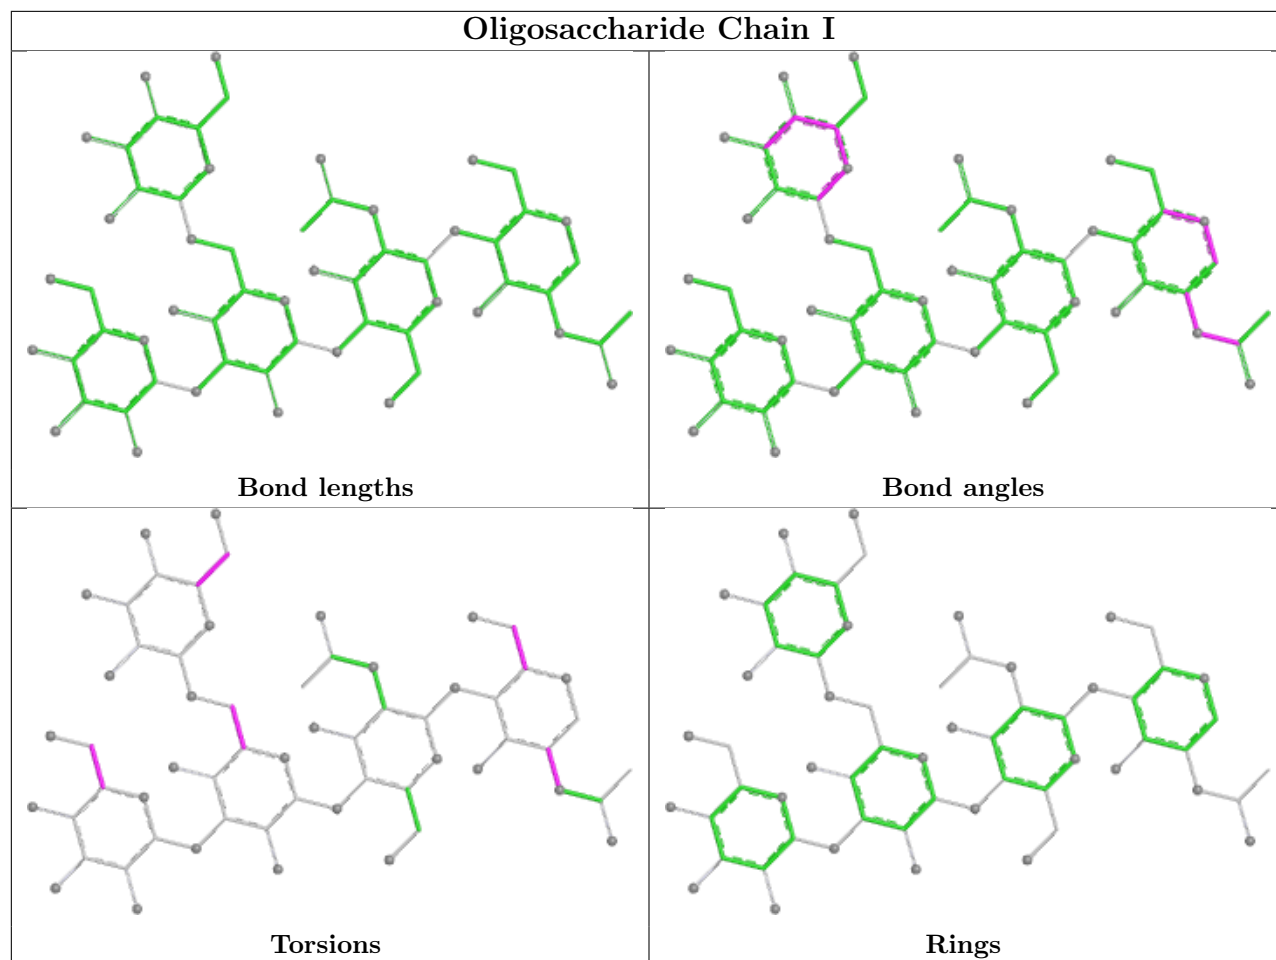 Oligosaccharide Chain I
Bond lengths
Bond angles
Torsions
Rings